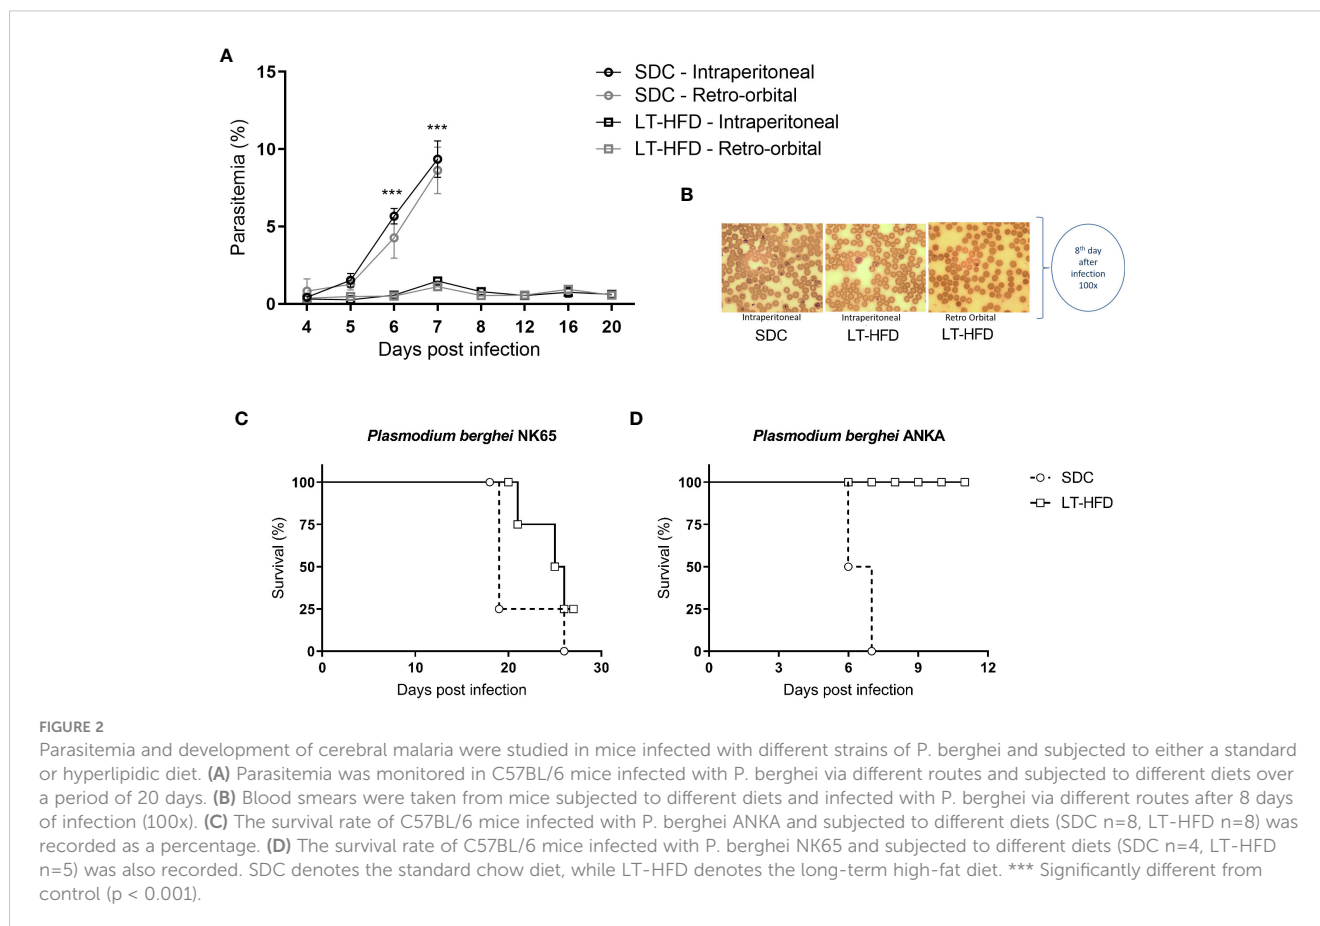 A
15
10
5
0
Parasitemia (%)
***
***
4 5 6 7 8 12 16 20
Days post infection
SDC - Intraperitoneal
SDC - Retro-orbital
LT-HFD - Intraperitoneal
LT-HFD - Retro-orbital
B
Intraperitoneal
SDC
Intraperitoneal
LT-HFD
Retro Orbital
LT-HFD
8th day
after
infection
100x
C
Plasmodium berghei NK65
100
75
50
25
0
Survival (%)
0 10 20 30
Days post infection
D
Plasmodium berghei ANKA
100
75
50
25
0
Survival (%)
0 3 6 9 12
Days post infection
SDC
LT-HFD
FIGURE 2
Parasitemia and development of cerebral malaria were studied in mice infected with different strains of P. berghei and subjected to either a standard
or hyperlipidic diet. (A) Parasitemia was monitored in C57BL/6 mice infected with P. berghei via different routes and subjected to different diets over
a period of 20 days. (B) Blood smears were taken from mice subjected to different diets and infected with P. berghei via different routes after 8 days
of infection (100x). (C) The survival rate of C57BL/6 mice infected with P. berghei ANKA and subjected to different diets (SDC n=8, LT-HFD n=8) was
recorded as a percentage. (D) The survival rate of C57BL/6 mice infected with P. berghei NK65 and subjected to different diets (SDC n=4, LT-HFD
n=5) was also recorded. SDC denotes the standard chow diet, while LT-HFD denotes the long-term high-fat diet. *** Significantly different from
control (p < 0.001).